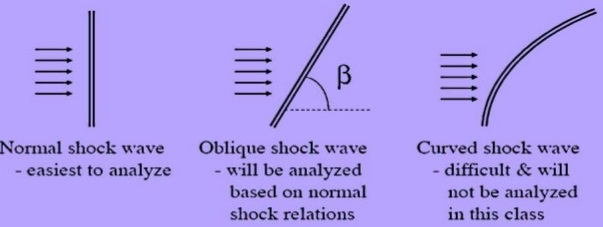 β
Normal shock wave
- easiest to analyze
Oblique shock wave
- will be analyzed
based on normal
shock relations
Curved shock wave
- difficult & will
not be analyzed
in this class